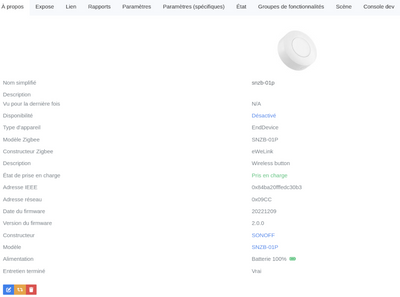 À propos Expose Lien Rapports Paramètres Paramètres (spécifiques) État Groupes de fonctionnalités Scène Console dev
Nom simplifié snzb-01p
Description
Vu pour la dernière fois N/A
Disponibilité Désactivé
Type d'appareil EndDevice
Modèle Zigbee SNZB-01P
Constructeur Zigbee eWeLink
Description Wireless button
État de prise en charge Pris en charge
Adresse IEEE
Adresse réseau 0x09CC
Date du firmware 20221209
Version du firmware 2.0.0
Constructeur SONOFF
Modèle SNZB-01P
Alimentation Batterie 100%
Entretien terminé Vrai